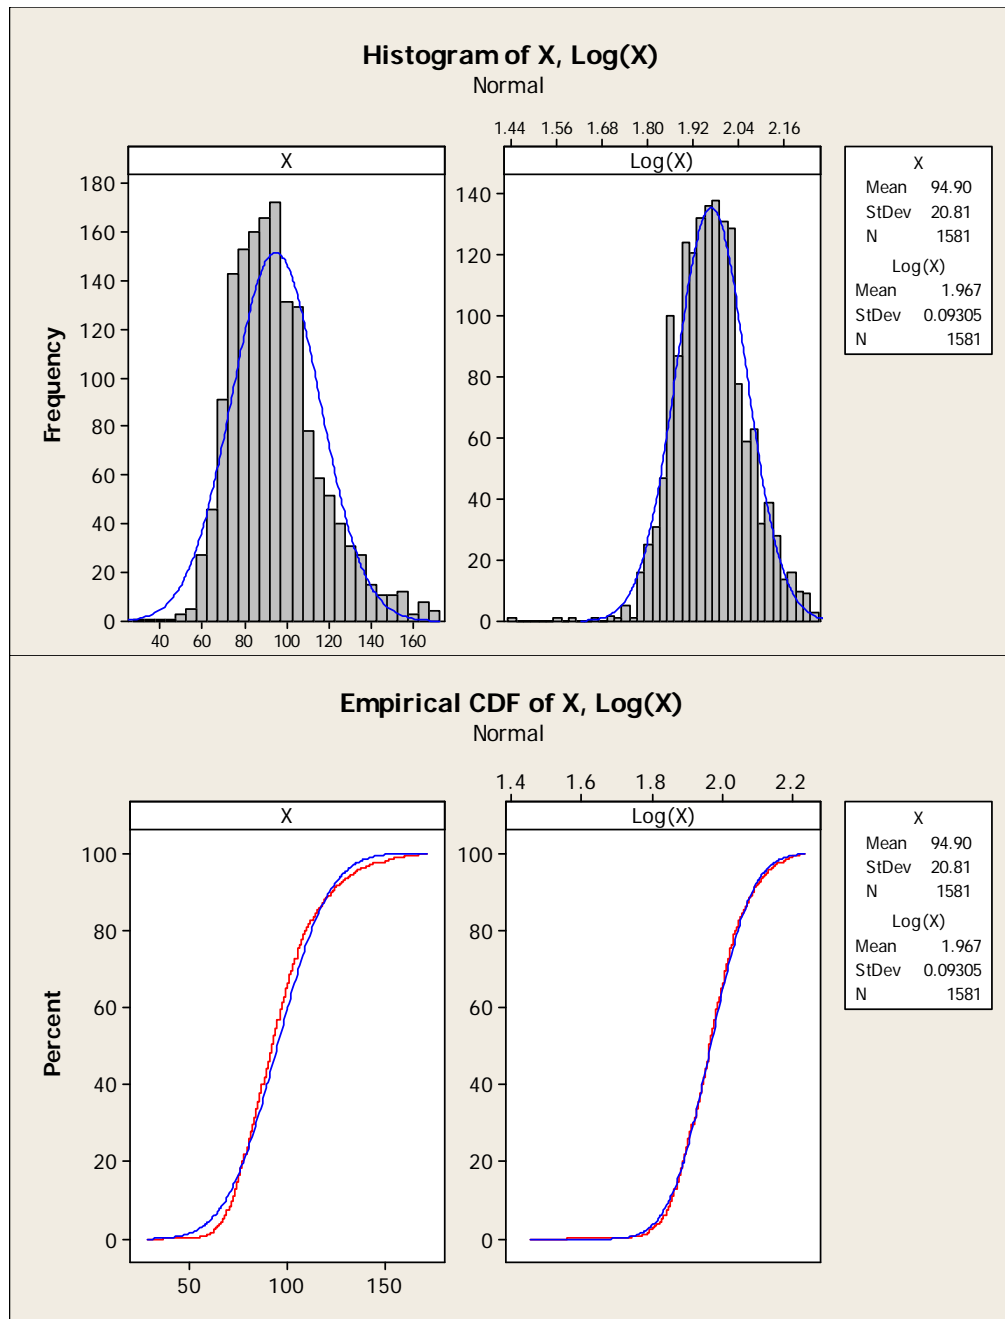 Histogram of X, Log(X)
Normal
1.44 1.56 1.68 1.80 1.92 2.04 2.16
X
Log(X)
Frequency
180
160
140
120
100
80
60
40
20
0
40 60 80 100 120 140 160
140
120
100
80
60
40
20
0
X
Mean 94.90
StDev 20.81
N 1581
Log(X)
Mean 1.967
StDev 0.09305
N 1581
Empirical CDF of X, Log(X)
Normal
1.4 1.6 1.8 2.0 2.2
X
Log(X)
Percent
100
80
60
40
20
0
50 100 150
100
80
60
40
20
0
X
Mean 94.90
StDev 20.81
N 1581
Log(X)
Mean 1.967
StDev 0.09305
N 1581